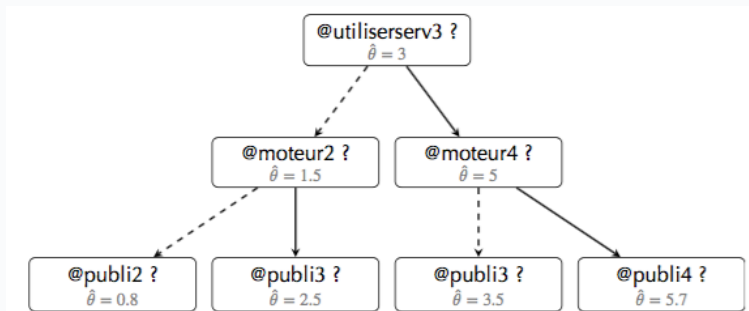 @utiliserserv3 ?
θ̂ = 3
@moteur2 ?
θ̂ = 1.5
@moteur4 ?
θ̂ = 5
@publi2 ?
θ̂ = 0.8
@publi3 ?
θ̂ = 2.5
@publi3 ?
θ̂ = 3.5
@publi4 ?
θ̂ = 5.7